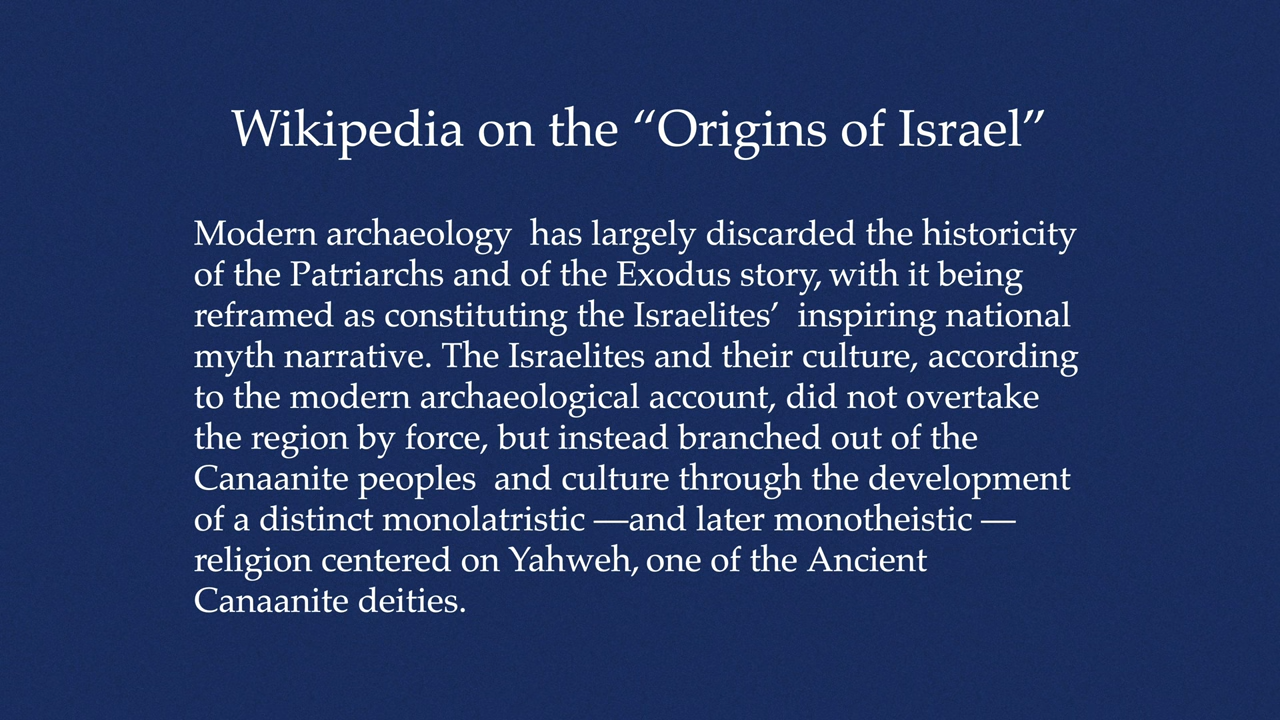 Wikipedia on the “Origins of Israel”
Modern archaeology  has largely discarded the historicity
of the Patriarchs and of the Exodus story, with it being
reframed as constituting the Israelites’  inspiring national
myth narrative. The Israelites and their culture, according
to the modern archaeological account, did not overtake
the region by force, but instead branched out of the
Canaanite peoples  and culture through the development
of a distinct monolatristic —and later monotheistic —
religion centered on Yahweh, one of the Ancient
Canaanite deities.